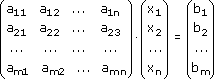 a₁₁ a₁₂ ... a₁ₙ x₁ b₁
a₂₁ a₂₂ ... a₂₃ · x₂ = b₂
... ... ... ... ... ...
aₘ₁ aₘ₂ ... aₘₙ xₙ bₘ